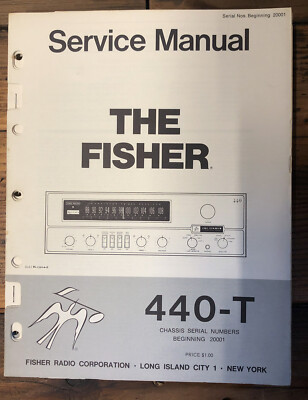 Serial Nos. Beginning 20001
Service Manual
THE
FISHER
440-T
CHASSIS SERIAL NUMBERS
BEGINNING 20001
PRICE $1.00
FISHER RADIO CORPORATION · LONG ISLAND CITY 1 · NEW YORK